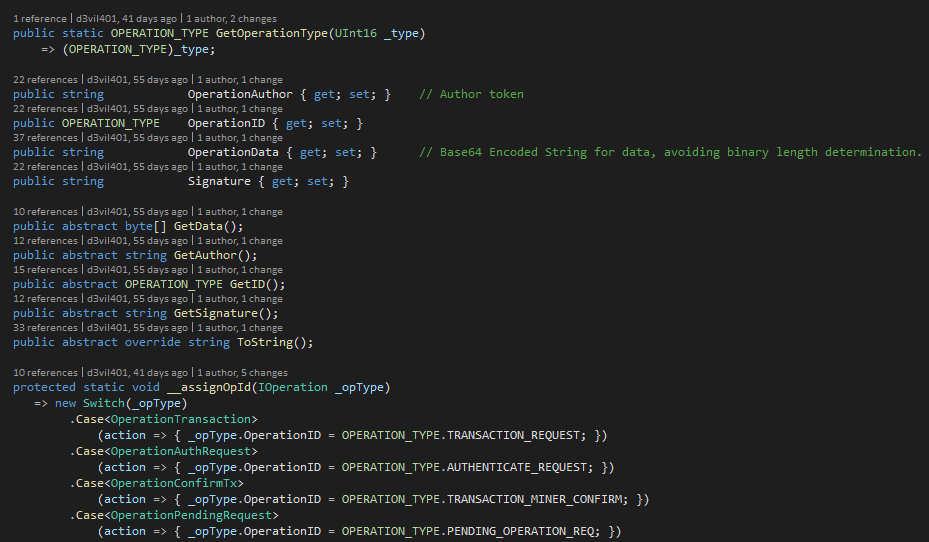 1 reference | d3vil401, 41 days ago | 1 author, 2 changes
public static OPERATION_TYPE GetOperationType(UInt16 _type)
    => (OPERATION_TYPE)_type;
22 references | d3vil401, 55 days ago | 1 author, 1 change
public string            OperationAuthor { get; set; }    // Author token
22 references | d3vil401, 55 days ago | 1 author, 1 change
public OPERATION_TYPE    OperationID { get; set; }
37 references | d3vil401, 55 days ago | 1 author, 1 change
public string            OperationData { get; set; }      // Base64 Encoded String for data, avoiding binary length determination.
22 references | d3vil401, 55 days ago | 1 author, 1 change
public string            Signature { get; set; }
10 references | d3vil401, 55 days ago | 1 author, 1 change
public abstract byte[] GetData();
12 references | d3vil401, 55 days ago | 1 author, 1 change
public abstract string GetAuthor();
15 references | d3vil401, 55 days ago | 1 author, 1 change
public abstract OPERATION_TYPE GetID();
12 references | d3vil401, 55 days ago | 1 author, 1 change
public abstract string GetSignature();
33 references | d3vil401, 55 days ago | 1 author, 1 change
public abstract override string ToString();
10 references | d3vil401, 41 days ago | 1 author, 5 changes
protected static void __assignOpId(IOperation _opType)
   => new Switch(_opType)
        .Case<OperationTransaction>
            (action => { _opType.OperationID = OPERATION_TYPE.TRANSACTION_REQUEST; })
        .Case<OperationAuthRequest>
            (action => { _opType.OperationID = OPERATION_TYPE.AUTHENTICATE_REQUEST; })
        .Case<OperationConfirmTx>
            (action => { _opType.OperationID = OPERATION_TYPE.TRANSACTION_MINER_CONFIRM; })
        .Case<OperationPendingRequest>
            (action => { _opType.OperationID = OPERATION_TYPE.PENDING_OPERATION_REQ; })